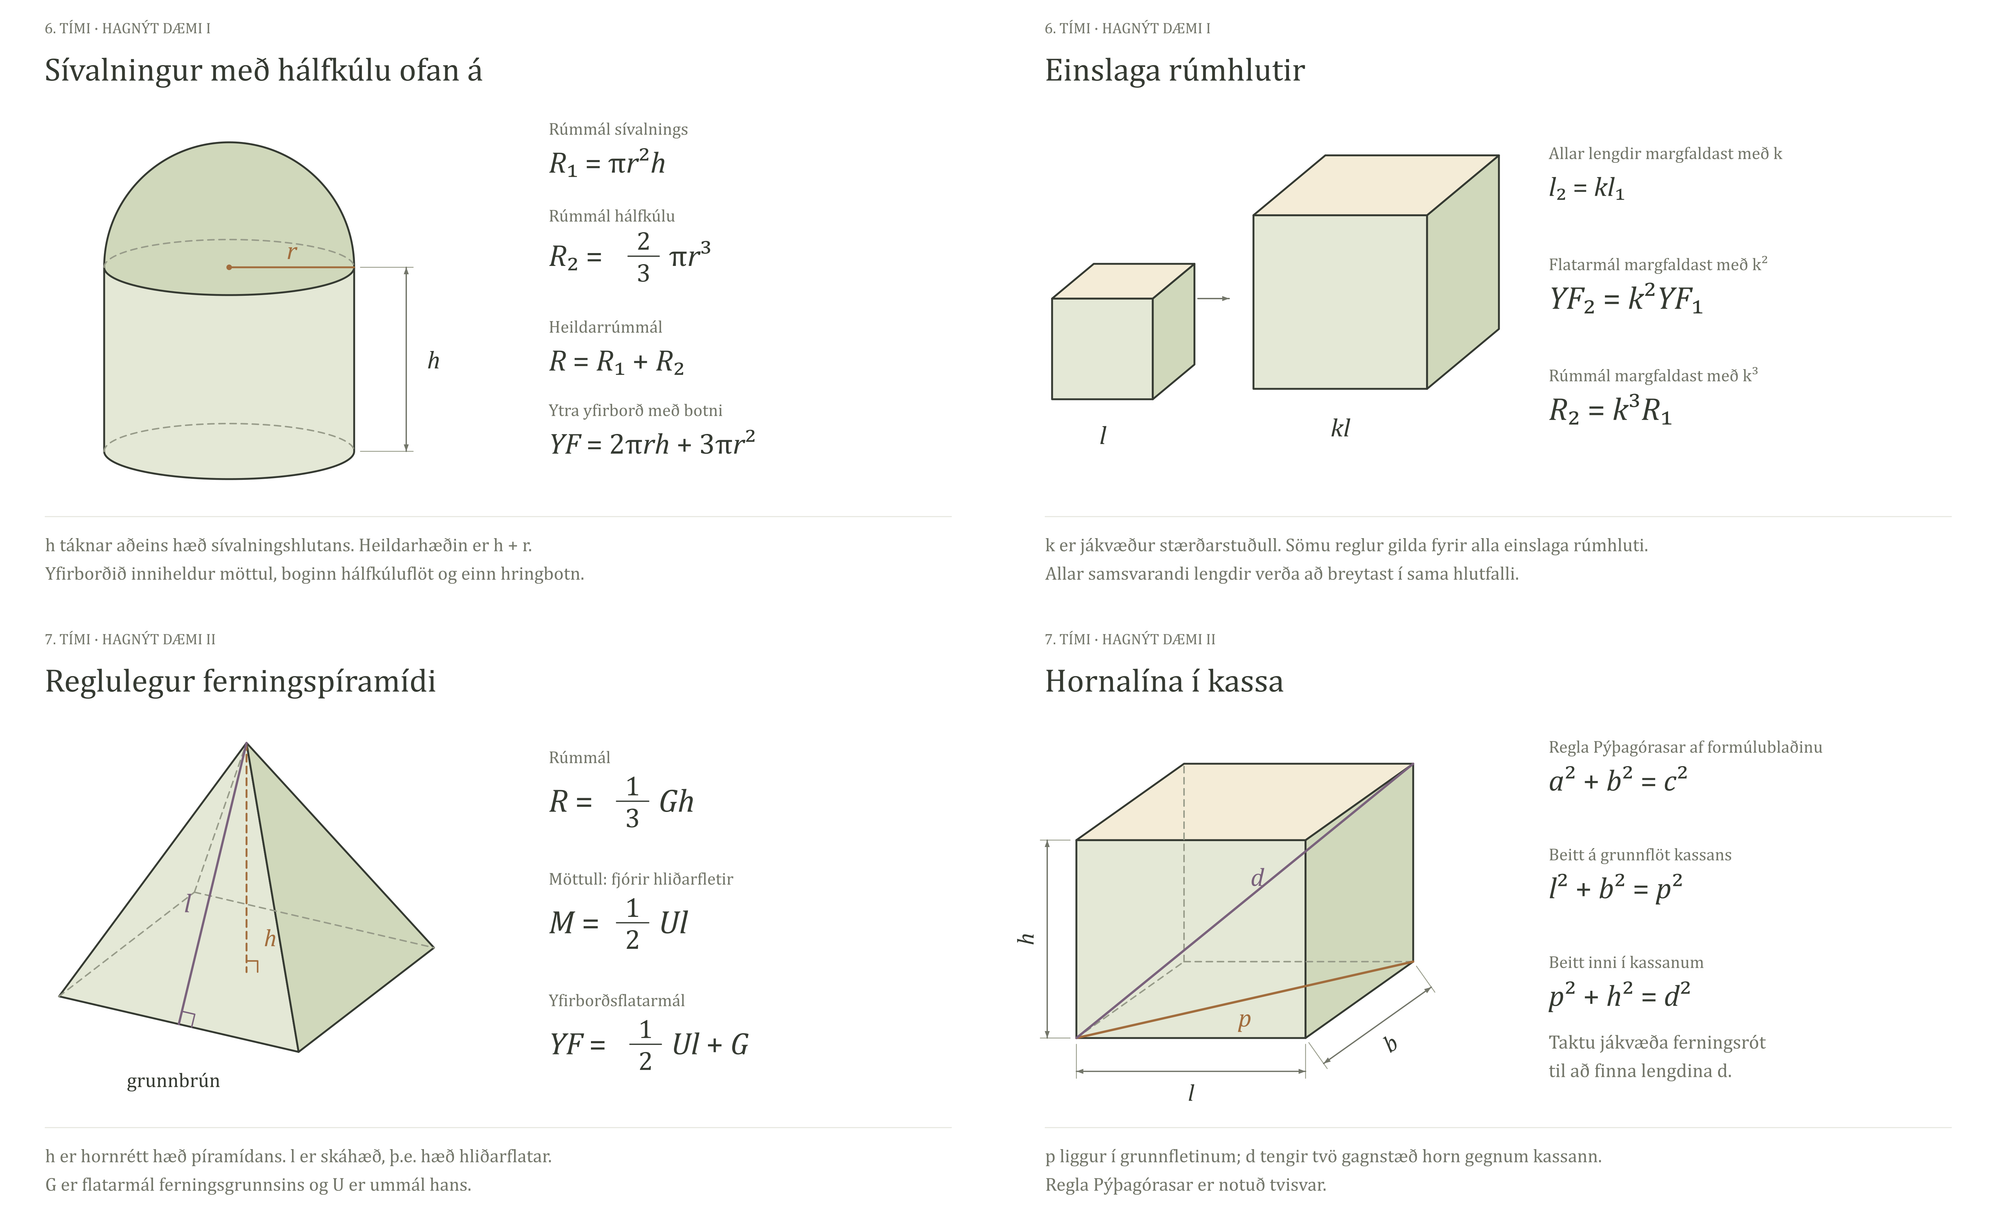 6. TÍMI · HAGNÝT DÆMI I
Sívalningur með hálfkúlu ofan á
r
h
Rúmmál sívalnings
R₁ = πr²h
Rúmmál hálfkúlu
R₂ = 2/3 πr³
Heildarrúmmál
R = R₁ + R₂
Ytra yfirborð með botni
YF = 2πrh + 3πr²
h táknar aðeins hæð sívalningshlutans. Heildarhæðin er h + r.
Yfirborðið inniheldur möttul, boginn hálfkúluflöt og einn hringbotn.
6. TÍMI · HAGNÝT DÆMI I
Einslaga rúmhlutir
l
kl
Allar lengdir margfaldast með k
l₂ = kl₁
Flatarmál margfaldast með k²
YF₂ = k²YF₁
Rúmmál margfaldast með k³
R₂ = k³R₁
k er jákvæður stærðarstuðull. Sömu reglur gilda fyrir alla einslaga rúmhluti.
Allar samsvarandi lengdir verða að breytast í sama hlutfalli.
7. TÍMI · HAGNÝT DÆMI II
Reglulegur ferningspíramídi
l
h
grunnbrún
Rúmmál
R = 1/3 Gh
Möttull: fjórir hliðarfletir
M = 1/2 Ul
Yfirborðsflatarmál
YF = 1/2 Ul + G
h er hornrétt hæð píramídans. l er skáhæð, þ.e. hæð hliðarflatar.
G er flatarmál ferningsgrunnsins og U er ummál hans.
7. TÍMI · HAGNÝT DÆMI II
Hornalína í kassa
d
h
p
b
l
Regla Pýþagórasar af formúlublaðinu
a² + b² = c²
Beitt á grunnflöt kassans
l² + b² = p²
Beitt inni í kassanum
p² + h² = d²
Taktu jákvæða ferningsrót
til að finna lengdina d.
p liggur í grunnfletinum; d tengir tvö gagnstæð horn gegnum kassann.
Regla Pýþagórasar er notuð tvisvar.